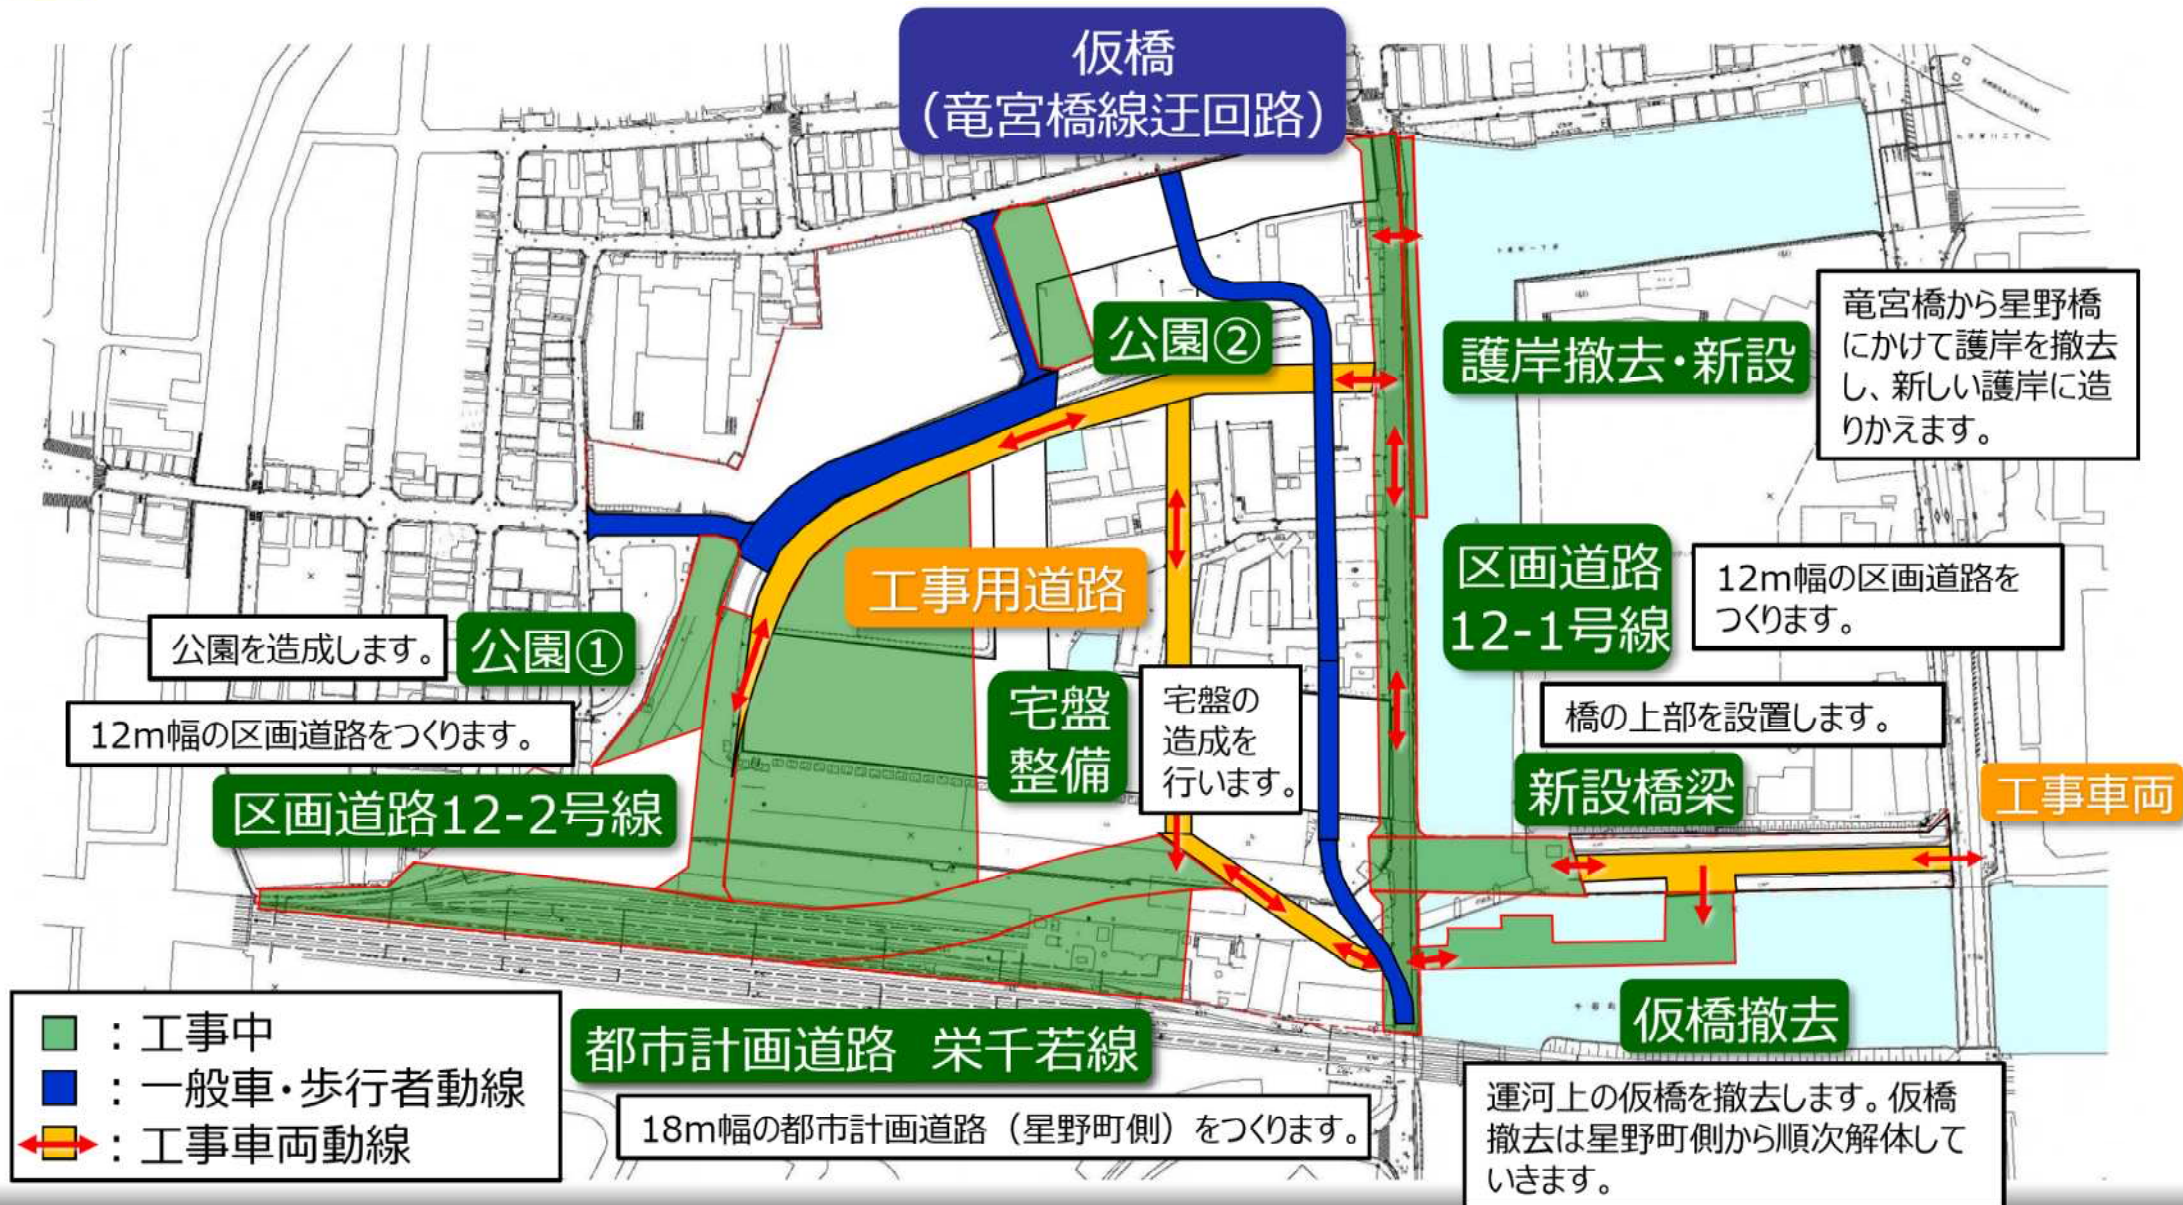 仮橋
（竜宮橋線迂回路）
公園②
護岸撤去・新設
竜宮橋から星野橋
にかけて護岸を撤去
し、新しい護岸に造
りかえます。
工事用道路
区画道路
12-1号線
12m幅の区画道路を
つくります。
公園を造成します。
公園①
宅盤
整備
宅盤の
造成を
行います。
橋の上部を設置します。
12m幅の区画道路をつくります。
新設橋梁
工事車両
区画道路12-2号線
仮橋撤去
都市計画道路　栄千若線
：工事中
：一般車・歩行者動線
：工事車両動線
18m幅の都市計画道路（星野町側）をつくります。
運河上の仮橋を撤去します。仮橋
撤去は星野町側から順次解体して
いきます。